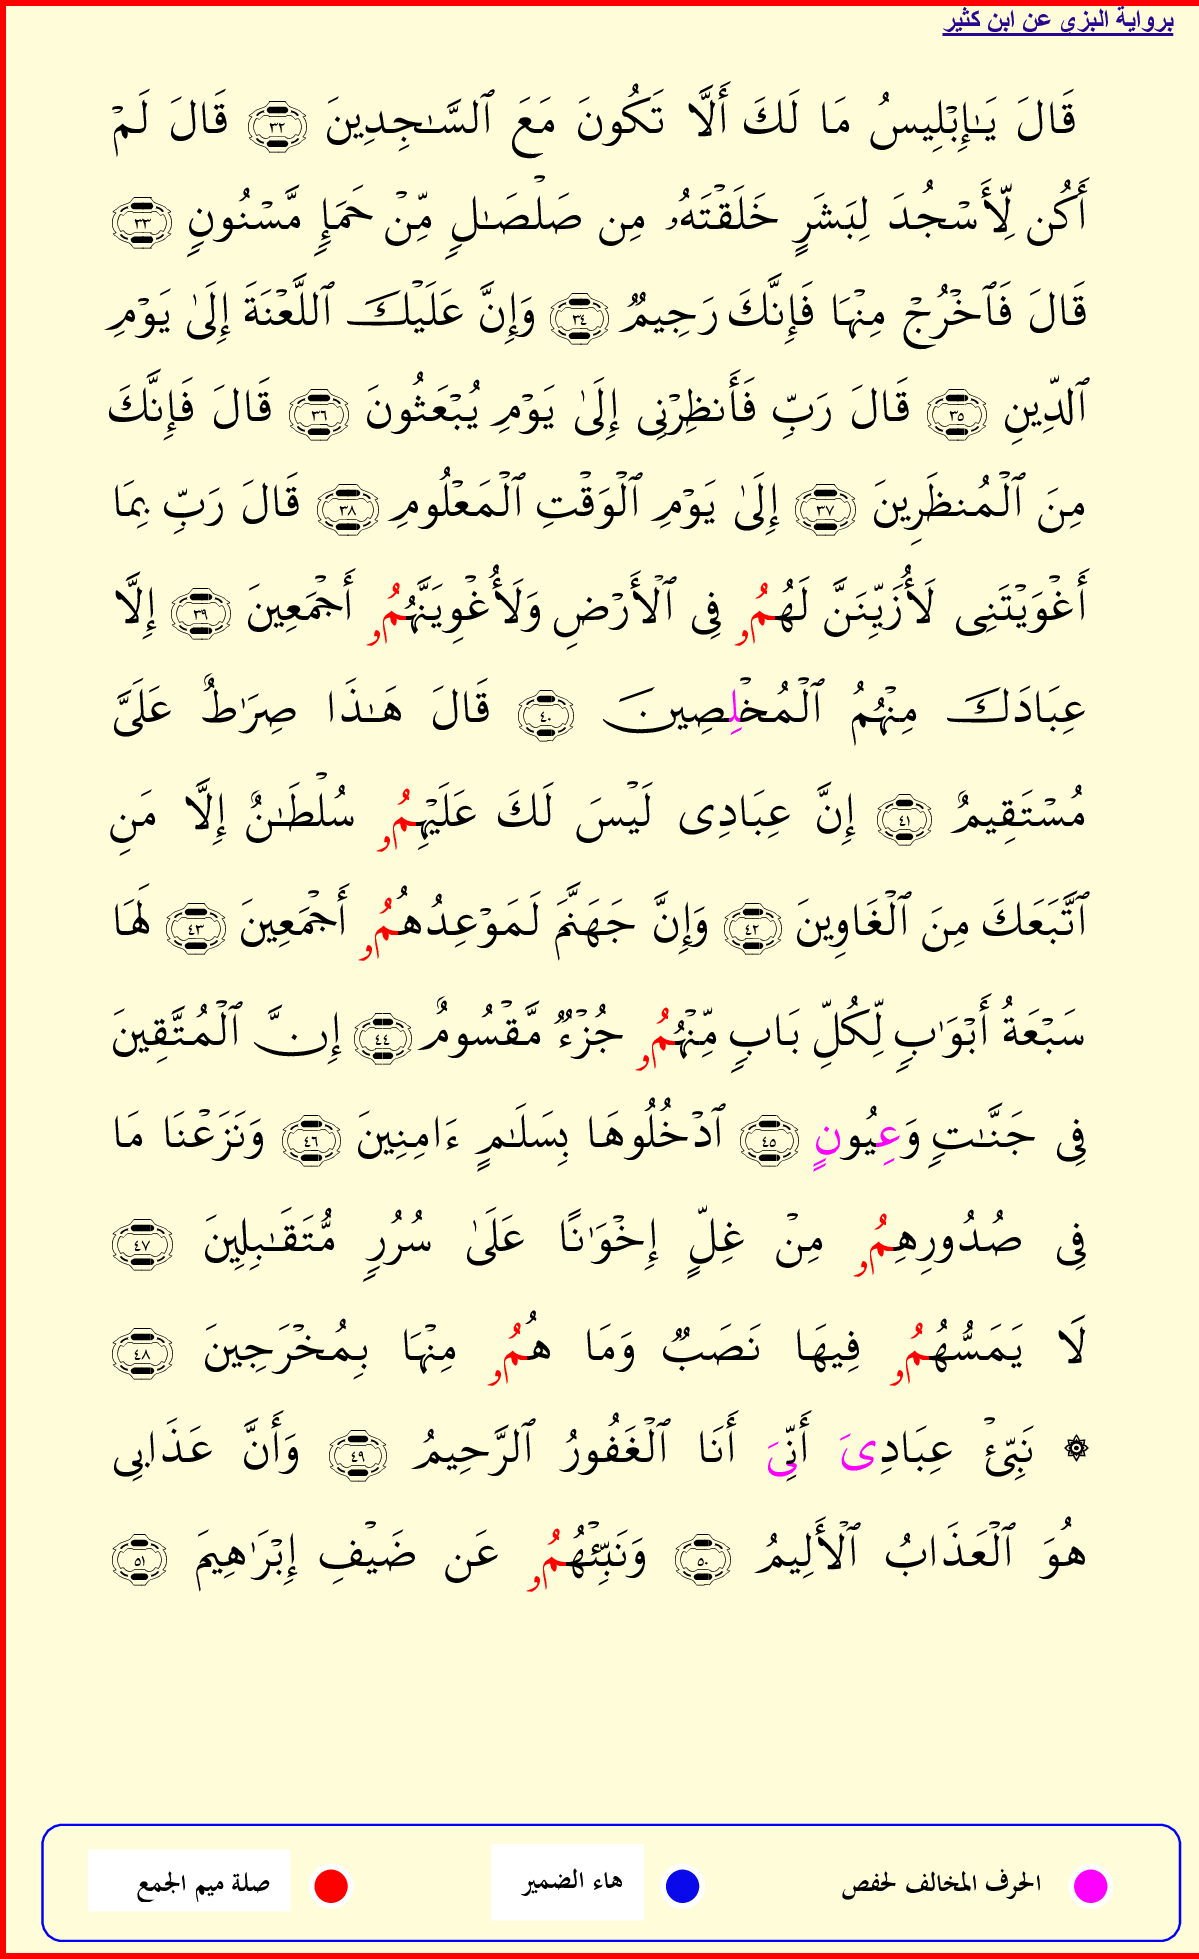 برواية البزى عن ابن كثير
قَالَ يَـٰٓإِبْلِيسُ مَا لَكَ أَلَّا تَكُونَ مَعَ ٱلسَّـٰجِدِينَ ٣٢ قَالَ لَمْ
أَكُن لِّأَسْجُدَ لِبَشَرٍ خَلَقْتَهُۥ مِن صَلْصَـٰلٍ مِّنْ حَمَإٍ مَّسْنُونٍ ٣٣
قَالَ فَٱخْرُجْ مِنْهَا فَإِنَّكَ رَجِيمٌ ٣٤ وَإِنَّ عَلَيْكَ ٱللَّعْنَةَ إِلَىٰ يَوْمِ
ٱلدِّينِ ٣٥ قَالَ رَبِّ فَأَنظِرْنِى إِلَىٰ يَوْمِ يُبْعَثُونَ ٣٦ قَالَ فَإِنَّكَ
مِنَ ٱلْمُنظَرِينَ ٣٧ إِلَىٰ يَوْمِ ٱلْوَقْتِ ٱلْمَعْلُومِ ٣٨ قَالَ رَبِّ بِمَا
أَغْوَيْتَنِى لَأُزَيِّنَنَّ لَهُمُۥ فِى ٱلْأَرْضِ وَلَأُغْوِيَنَّهُمُۥ أَجْمَعِينَ ٣٩ إِلَّا
عِبَادَكَ مِنْهُمُ ٱلْمُخْلِصِينَ ٤٠ قَالَ هَـٰذَا صِرَٰطٌ عَلَىَّ
مُسْتَقِيمٌ ٤١ إِنَّ عِبَادِى لَيْسَ لَكَ عَلَيْهِمُۥ سُلْطَـٰنٌ إِلَّا مَنِ
ٱتَّبَعَكَ مِنَ ٱلْغَاوِينَ ٤٢ وَإِنَّ جَهَنَّمَ لَمَوْعِدُهُمُۥ أَجْمَعِينَ ٤٣ لَهَا
سَبْعَةُ أَبْوَٰبٍ لِّكُلِّ بَابٍ مِّنْهُمُۥ جُزْءٌ مَّقْسُومٌ ٤٤ إِنَّ ٱلْمُتَّقِينَ
فِى جَنَّـٰتٍ وَعِيُونٍ ٤٥ ٱدْخُلُوهَا بِسَلَـٰمٍ ءَامِنِينَ ٤٦ وَنَزَعْنَا مَا
فِى صُدُورِهِمُۥ مِنْ غِلٍّ إِخْوَٰنًا عَلَىٰ سُرُرٍ مُّتَقَـٰبِلِينَ ٤٧
لَا يَمَسُّهُمُۥ فِيهَا نَصَبٌ وَمَا هُمُۥ مِنْهَا بِمُخْرَجِينَ ٤٨
۞ نَبِّئْ عِبَادِىَ أَنِّىَ أَنَا ٱلْغَفُورُ ٱلرَّحِيمُ ٤٩ وَأَنَّ عَذَابِى
هُوَ ٱلْعَذَابُ ٱلْأَلِيمُ ٥٠ وَنَبِّئْهُمُۥ عَن ضَيْفِ إِبْرَٰهِيمَ ٥١
الحرف المخالف لحفص هاء الضمير صلة ميم الجمع